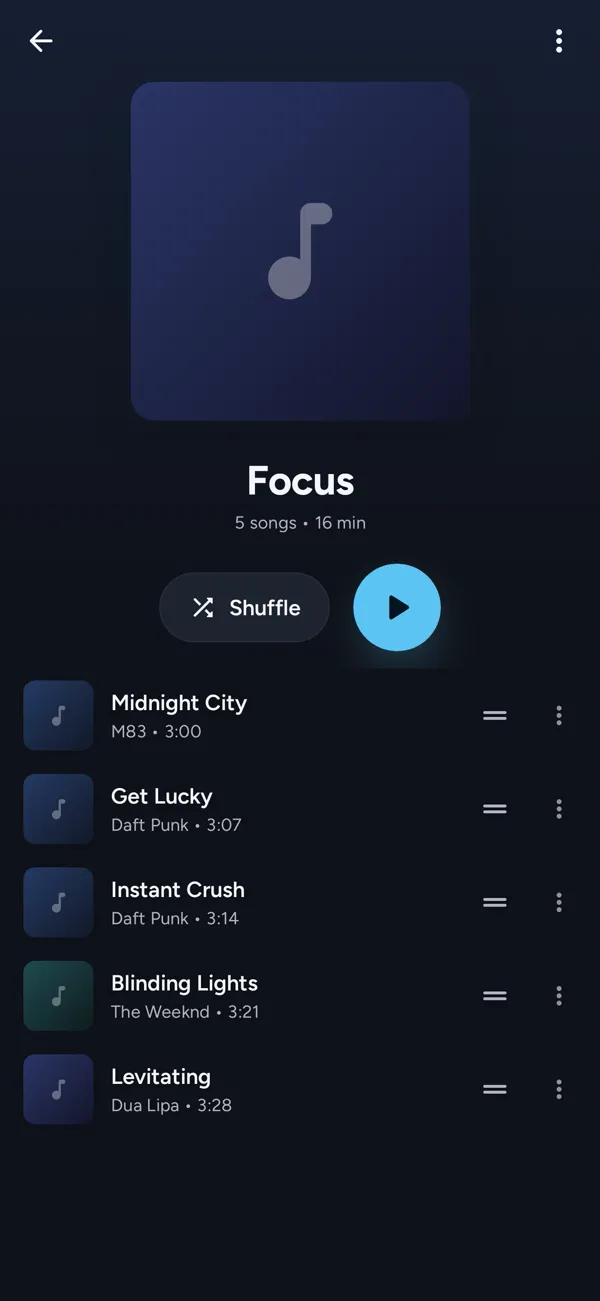 Focus
5 songs • 16 min
Shuffle
Midnight City
M83 • 3:00
Get Lucky
Daft Punk • 3:07
Instant Crush
Daft Punk • 3:14
Blinding Lights
The Weeknd • 3:21
Levitating
Dua Lipa • 3:28